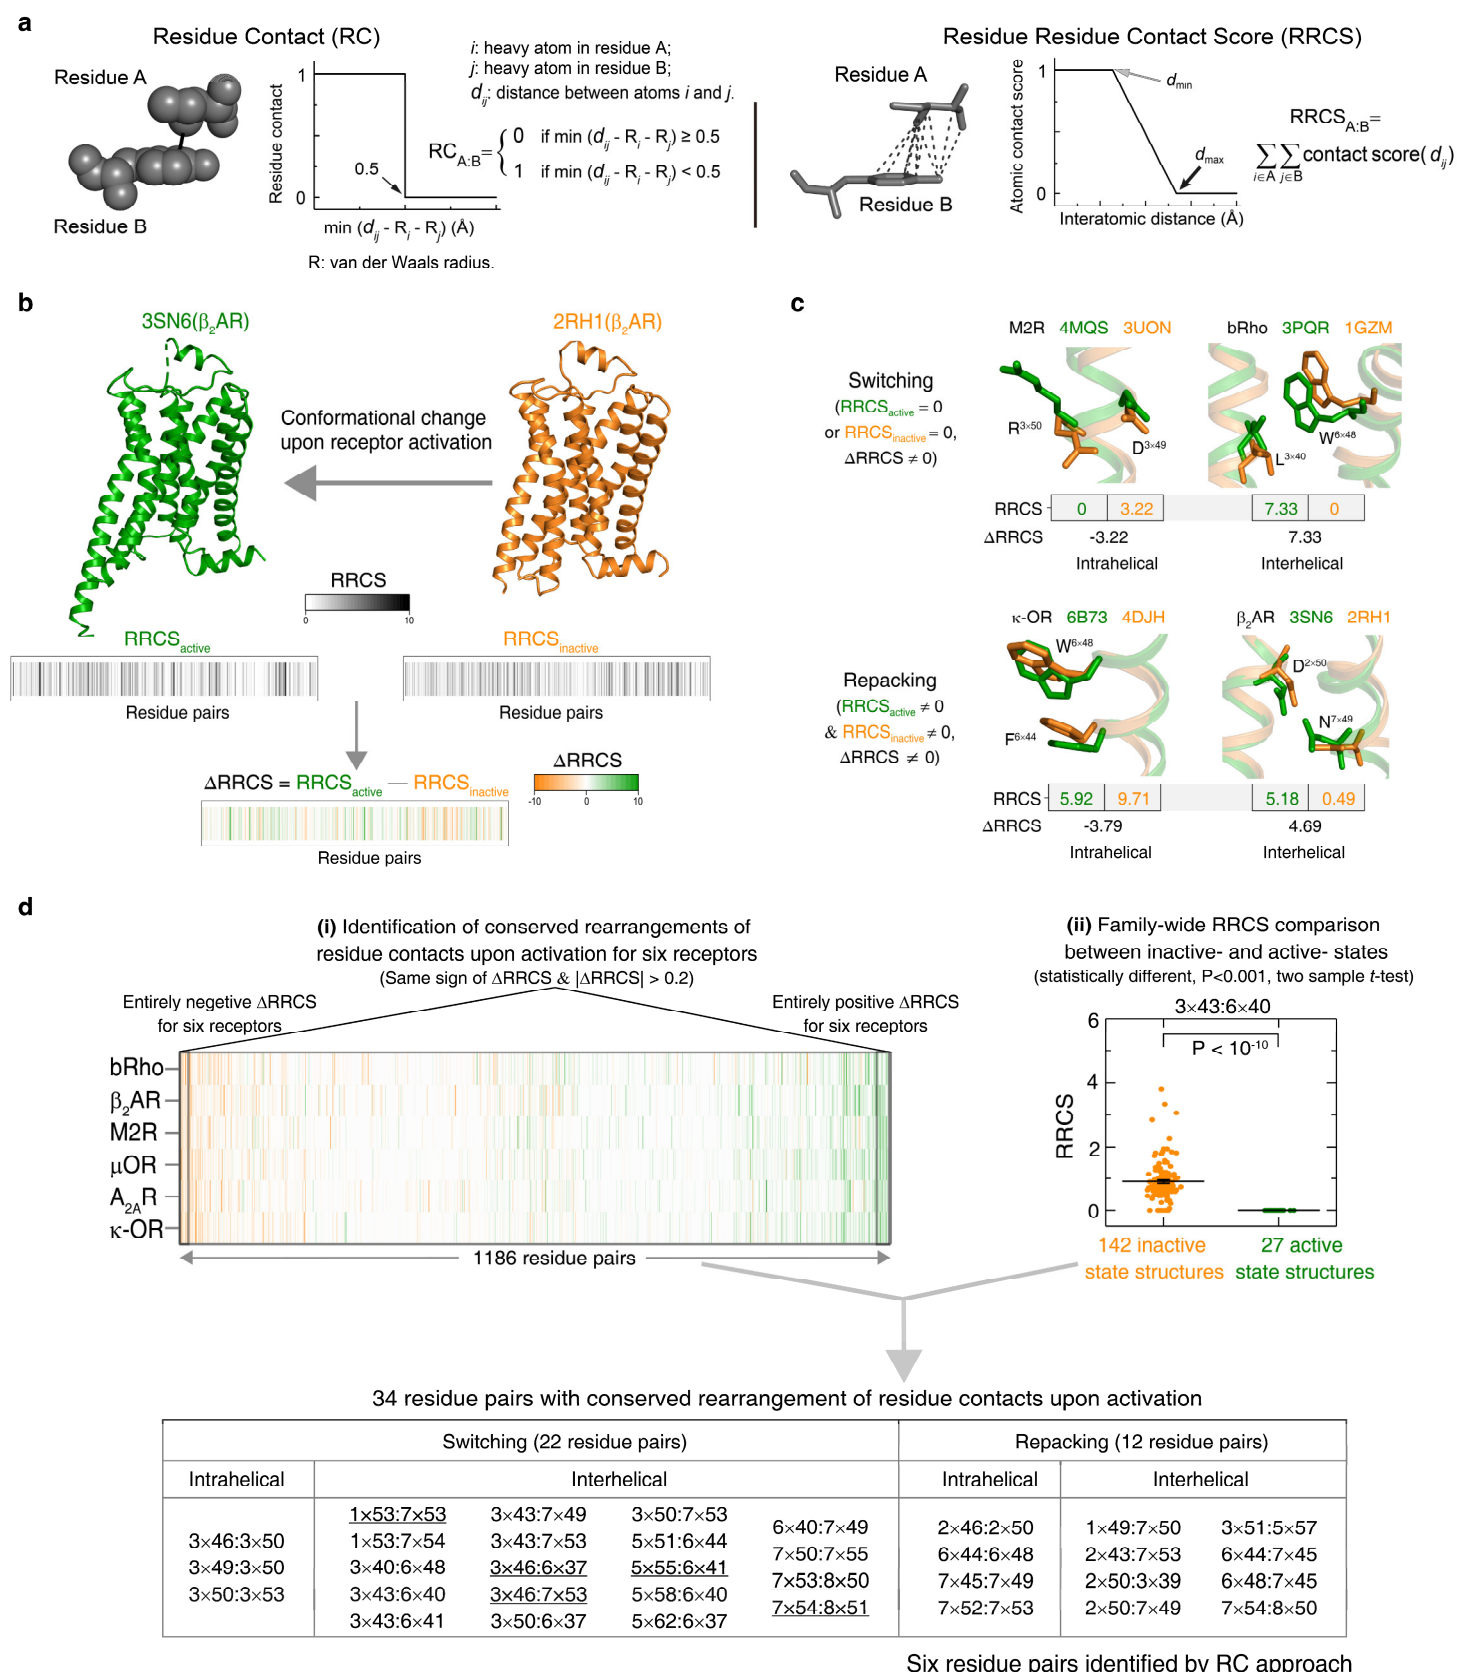 a
Residue Contact (RC)
Residue A
Residue B
Residue contact
1
0
0.5
min (dij - Ri - Rj) (Å)
R: van der Waals radius.
i: heavy atom in residue A;
j: heavy atom in residue B;
dij: distance between atoms i and j.
RCA:B= { 0 if min (dij - Ri - Rj) ≥ 0.5
1 if min (dij - Ri - Rj) < 0.5
Residue Residue Contact Score (RRCS)
Residue A
Residue B
Atomic contact score
1
0
dmin
dmax
Interatomic distance (Å)
RRCSA:B=
∑i∈A ∑j∈B contact score(dij)
b
3SN6(β2AR)
2RH1(β2AR)
Conformational change
upon receptor activation
RRCS
0 10
RRCSactive
RRCSinactive
Residue pairs
Residue pairs
ΔRRCS = RRCSactive — RRCSinactive
ΔRRCS
-10 0 10
Residue pairs
c
Switching
(RRCSactive = 0
or RRCSinactive = 0,
ΔRRCS ≠ 0)
M2R 4MQS 3UON
R3×50
D3×49
bRho 3PQR 1GZM
W6×48
L3×40
RRCS 0 3.22 7.33 0
ΔRRCS -3.22 7.33
Intrahelical Interhelical
Repacking
(RRCSactive ≠ 0
& RRCSinactive ≠ 0,
ΔRRCS ≠ 0)
κ-OR 6B73 4DJH
W6×48
F6×44
β2AR 3SN6 2RH1
D2×50
N7×49
RRCS 5.92 9.71 5.18 0.49
ΔRRCS -3.79 4.69
Intrahelical Interhelical
d
(i) Identification of conserved rearrangements of
residue contacts upon activation for six receptors
(Same sign of ΔRRCS & |ΔRRCS| > 0.2)
Entirely negetive ΔRRCS
for six receptors
Entirely positive ΔRRCS
for six receptors
bRho
β2AR
M2R
μOR
A2AR
κ-OR
1186 residue pairs
(ii) Family-wide RRCS comparison
between inactive- and active- states
(statistically different, P<0.001, two sample t-test)
3×43:6×40
P < 10-10
RRCS
6
4
2
0
142 inactive
state structures
27 active
state structures
34 residue pairs with conserved rearrangement of residue contacts upon activation
Switching (22 residue pairs) Repacking (12 residue pairs)
Intrahelical Interhelical Intrahelical Interhelical
3×46:3×50
3×49:3×50
3×50:3×53
1×53:7×53
1×53:7×54
3×40:6×48
3×43:6×40
3×43:6×41
3×43:7×49
3×43:7×53
3×46:6×37
3×46:7×53
3×50:6×37
3×50:7×53
5×51:6×44
5×55:6×41
5×58:6×40
5×62:6×37
6×40:7×49
7×50:7×55
7×53:8×50
7×54:8×51
2×46:2×50
6×44:6×48
7×45:7×49
7×52:7×53
1×49:7×50
2×43:7×53
2×50:3×39
2×50:7×49
3×51:5×57
6×44:7×45
6×48:7×45
7×54:8×50
Six residue pairs identified by RC approach